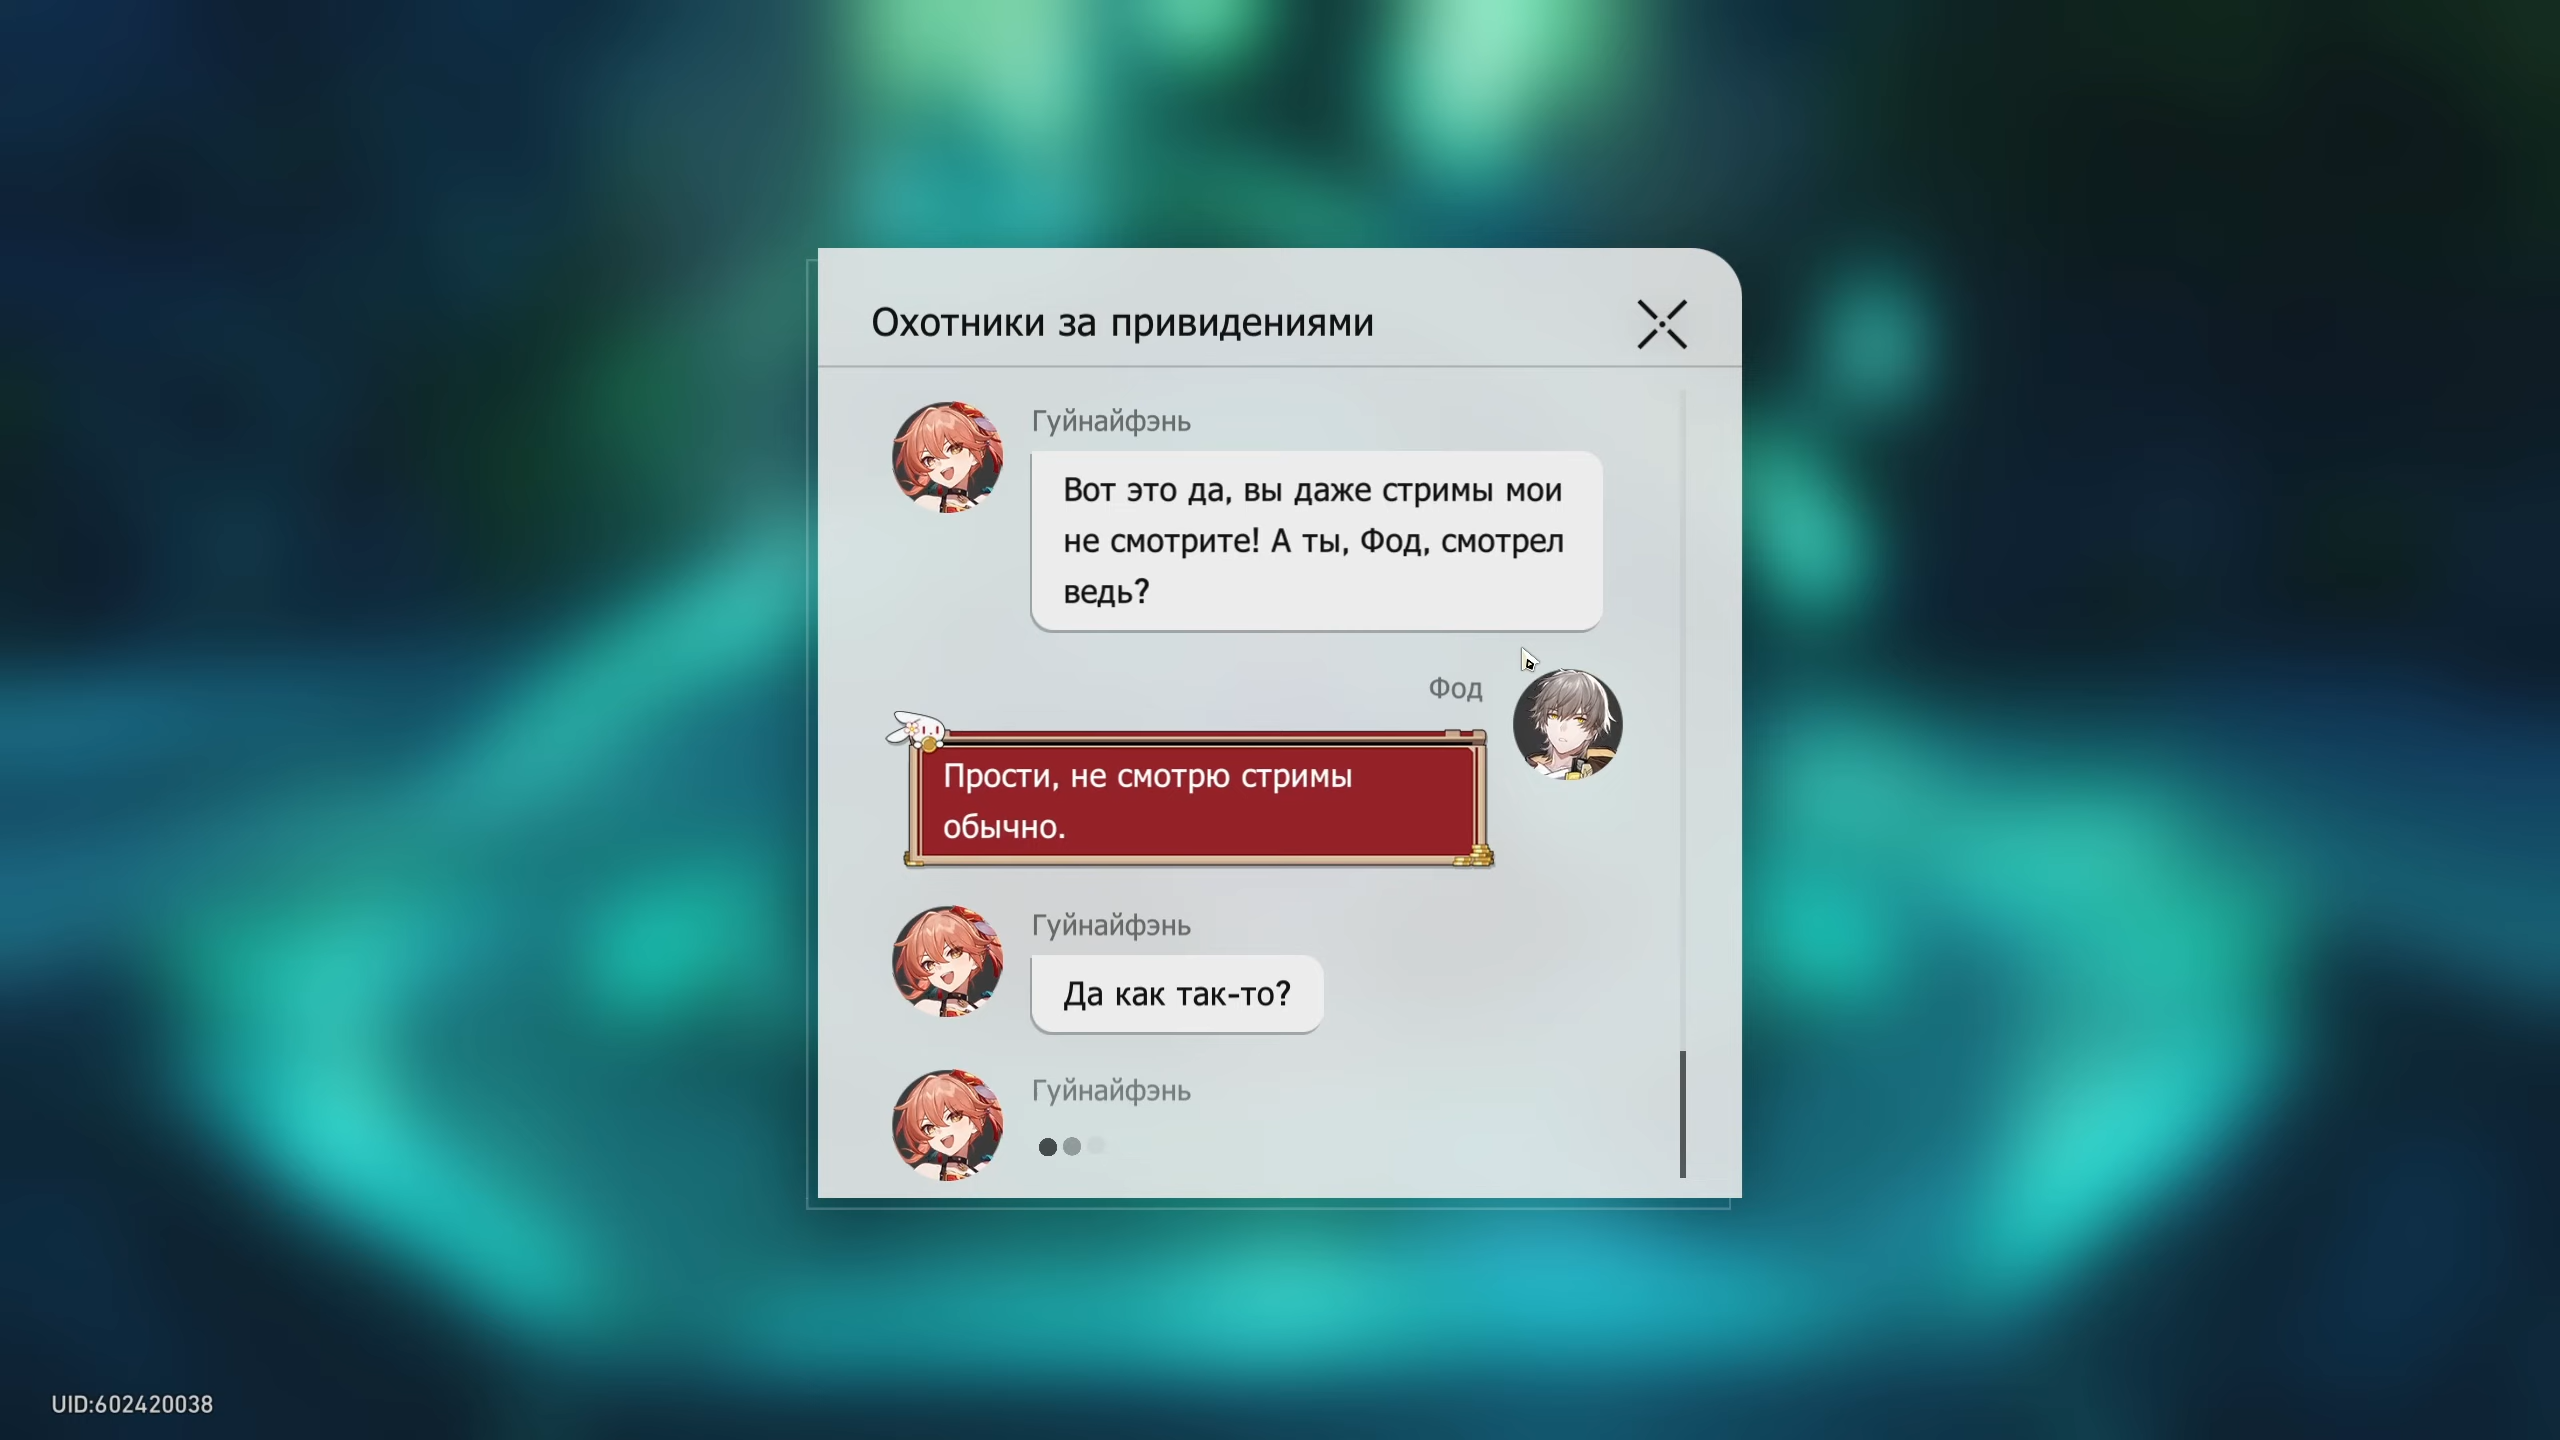 Охотники за привидениями
Гуйнайфэнь
Вот это да, вы даже стримы мои
не смотрите! А ты, Фод, смотрел
ведь?
Фод
Прости, не смотрю стримы
обычно.
Гуйнайфэнь
Да как так-то?
Гуйнайфэнь
UID:602420038